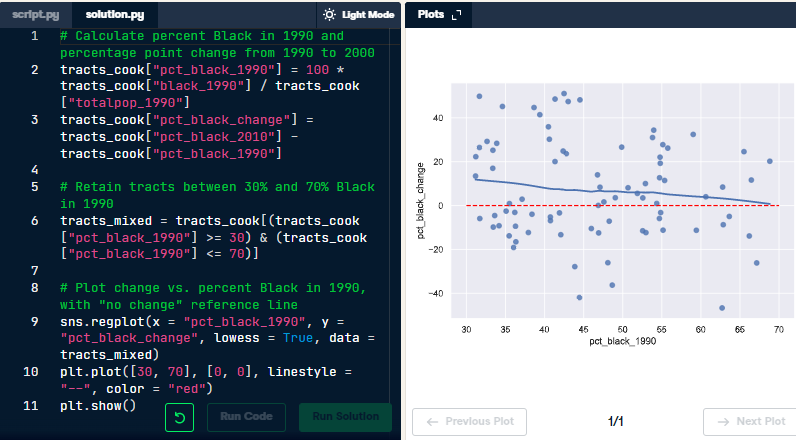 script.py
solution.py
Light Mode
Plots
1 # Calculate percent Black in 1990 and
percentage point change from 1990 to 2000
2 tracts_cook["pct_black_1990"] = 100 *
tracts_cook["black_1990"] / tracts_cook
["totalpop_1990"]
3 tracts_cook["pct_black_change"] =
tracts_cook["pct_black_2010"] -
tracts_cook["pct_black_1990"]
4
5 # Retain tracts between 30% and 70% Black
in 1990
6 tracts_mixed = tracts_cook[(tracts_cook
["pct_black_1990"] >= 30) & (tracts_cook
["pct_black_1990"] <= 70)]
7
8 # Plot change vs. percent Black in 1990,
with "no change" reference line
9 sns.regplot(x = "pct_black_1990", y =
"pct_black_change", lowess = True, data =
tracts_mixed)
10 plt.plot([30, 70], [0, 0], linestyle =
"--", color = "red")
11 plt.show()
Run Code
Run Solution
40
20
0
−20
−40
pct_black_change
30 35 40 45 50 55 60 65 70
pct_black_1990
← Previous Plot
1/1
→ Next Plot